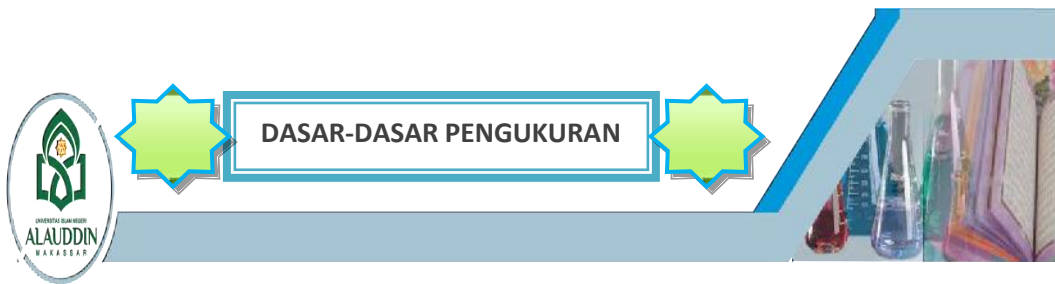 DASAR-DASAR PENGUKURAN
UNIVERSITAS ISLAM NEGERI
ALAUDDIN
MAKASSAR